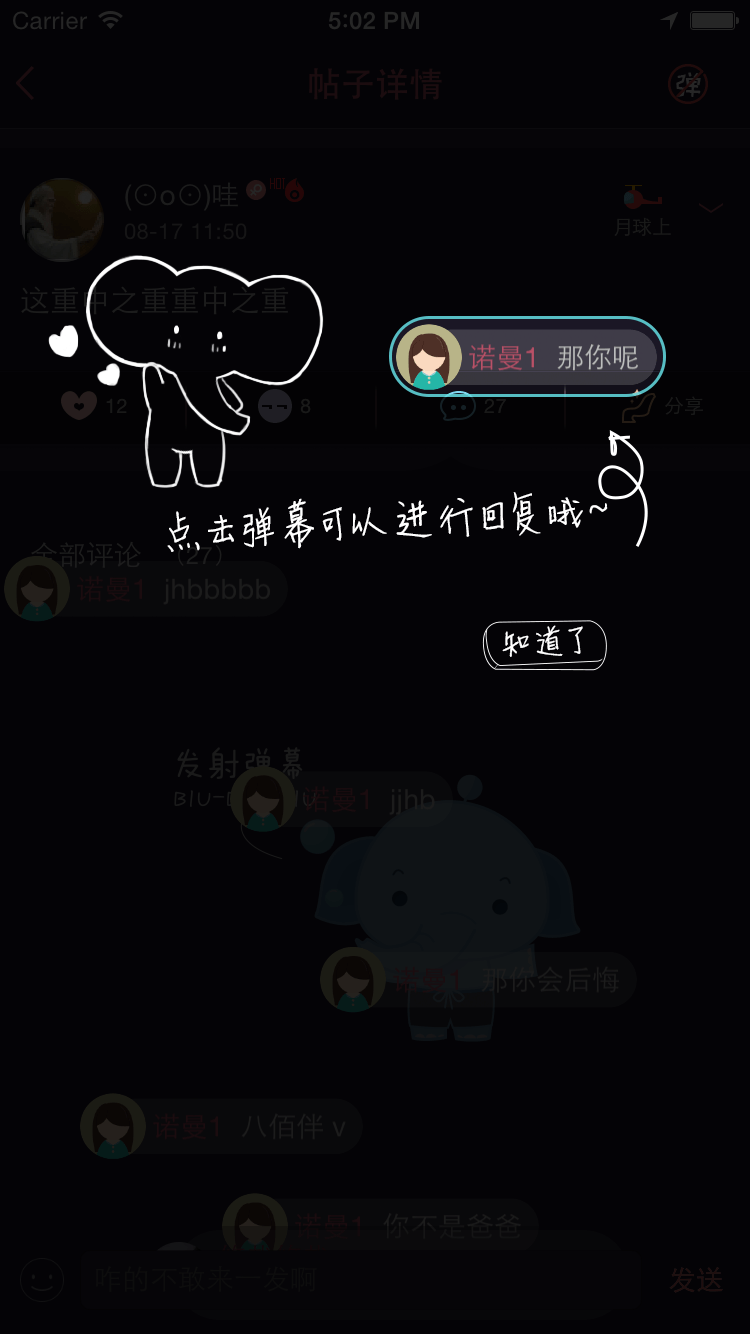 Carrier 5:02 PM
帖子详情 弹
(⊙o⊙)哇 HOT
08-17 11:50
月球上
这重中之重重中之重
诺曼1 那你呢
12 8 27 分享
点击弹幕可以进行回复哦~
全部评论 (27)
诺曼1 jhbbbbb
知道了
发射弹幕
BIU-
诺曼1 jjhb
诺曼1 那你会后悔
诺曼1 八佰伴 v
诺曼1 你不是爸爸
咋的不敢来一发啊 发送